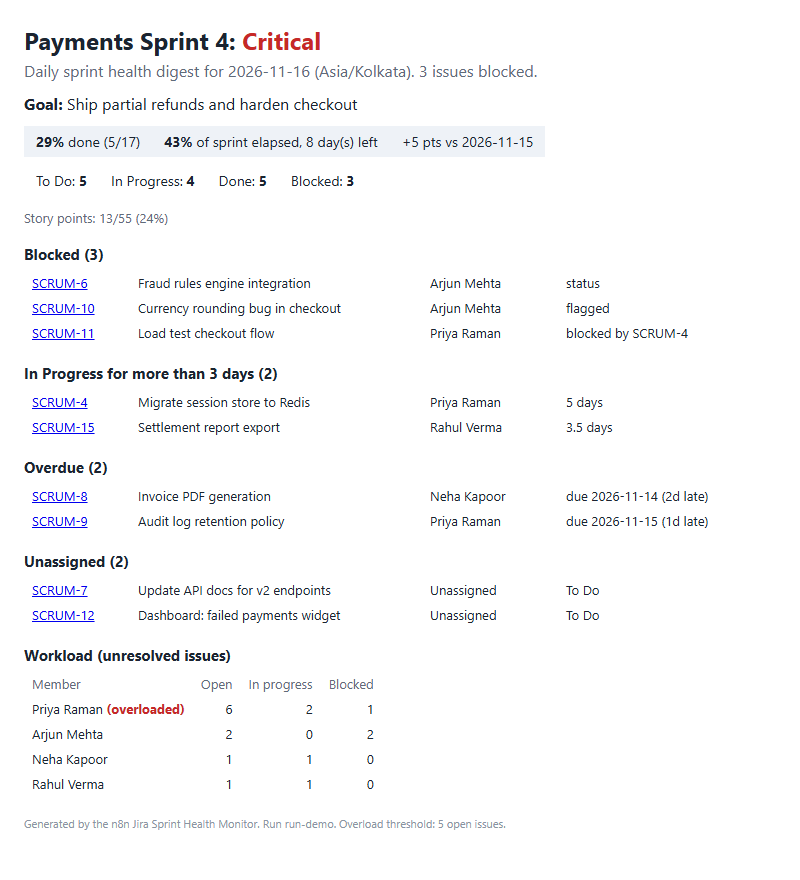 Payments Sprint 4: Critical
Daily sprint health digest for 2026-11-16 (Asia/Kolkata). 3 issues blocked.
Goal: Ship partial refunds and harden checkout
29% done (5/17) 43% of sprint elapsed, 8 day(s) left +5 pts vs 2026-11-15
To Do: 5 In Progress: 4 Done: 5 Blocked: 3
Story points: 13/55 (24%)
Blocked (3)
SCRUM-6 Fraud rules engine integration Arjun Mehta status
SCRUM-10 Currency rounding bug in checkout Arjun Mehta flagged
SCRUM-11 Load test checkout flow Priya Raman blocked by SCRUM-4
In Progress for more than 3 days (2)
SCRUM-4 Migrate session store to Redis Priya Raman 5 days
SCRUM-15 Settlement report export Rahul Verma 3.5 days
Overdue (2)
SCRUM-8 Invoice PDF generation Neha Kapoor due 2026-11-14 (2d late)
SCRUM-9 Audit log retention policy Priya Raman due 2026-11-15 (1d late)
Unassigned (2)
SCRUM-7 Update API docs for v2 endpoints Unassigned To Do
SCRUM-12 Dashboard: failed payments widget Unassigned To Do
Workload (unresolved issues)
Member Open In progress Blocked
Priya Raman (overloaded) 6 2 1
Arjun Mehta 2 0 2
Neha Kapoor 1 1 0
Rahul Verma 1 1 0
Generated by the n8n Jira Sprint Health Monitor. Run run-demo. Overload threshold: 5 open issues.